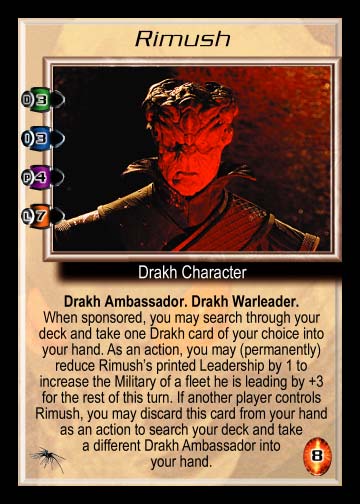 Rimush
D 3
I 3
P 4
L 7
Drakh Character
Drakh Ambassador. Drakh Warleader.
When sponsored, you may search through your
deck and take one Drakh card of your choice into
your hand. As an action, you may (permanently)
reduce Rimush's printed Leadership by 1 to
increase the Military of a fleet he is leading by +3
for the rest of this turn. If another player controls
Rimush, you may discard this card from your hand
as an action to search your deck and take
a different Drakh Ambassador into
your hand.
8